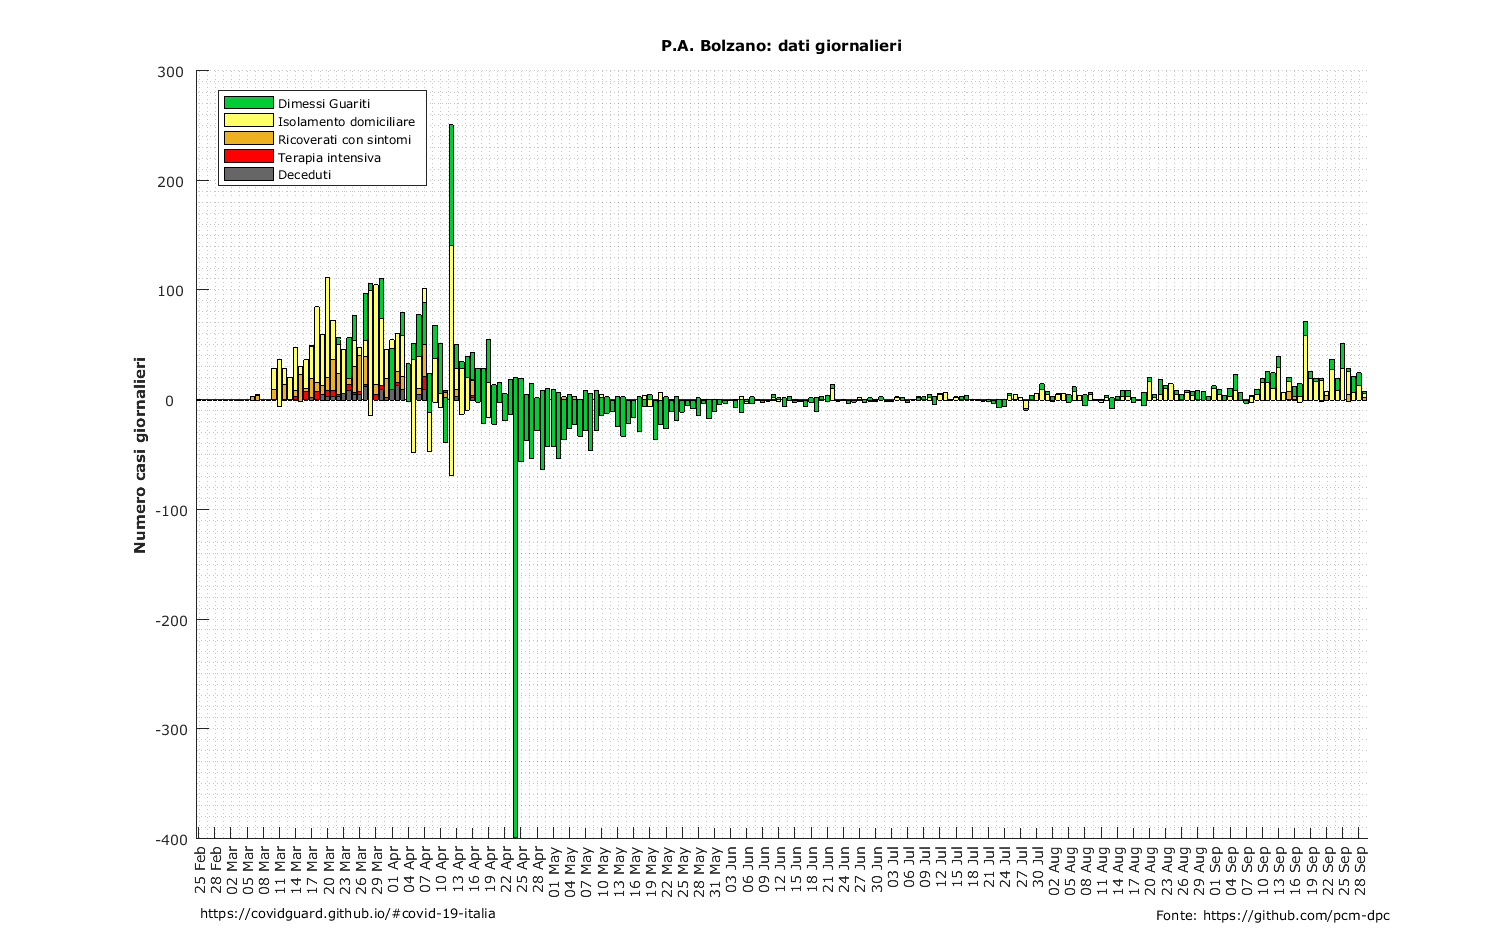 P.A. Bolzano: dati giornalieri
300
200
100
0
-100
-200
-300
-400
Numero casi giornalieri
Dimessi Guariti
Isolamento domiciliare
Ricoverati con sintomi
Terapia intensiva
Deceduti
25 Feb
28 Feb
02 Mar
05 Mar
08 Mar
11 Mar
14 Mar
17 Mar
20 Mar
23 Mar
26 Mar
29 Mar
01 Apr
04 Apr
07 Apr
10 Apr
13 Apr
16 Apr
19 Apr
22 Apr
25 Apr
28 Apr
01 May
04 May
07 May
10 May
13 May
16 May
19 May
22 May
25 May
28 May
31 May
03 Jun
06 Jun
09 Jun
12 Jun
15 Jun
18 Jun
21 Jun
24 Jun
27 Jun
30 Jun
03 Jul
06 Jul
09 Jul
12 Jul
15 Jul
18 Jul
21 Jul
24 Jul
27 Jul
30 Jul
02 Aug
05 Aug
08 Aug
11 Aug
14 Aug
17 Aug
20 Aug
23 Aug
26 Aug
29 Aug
01 Sep
04 Sep
07 Sep
10 Sep
13 Sep
16 Sep
19 Sep
22 Sep
25 Sep
28 Sep
https://covidguard.github.io/#covid-19-italia
Fonte: https://github.com/pcm-dpc